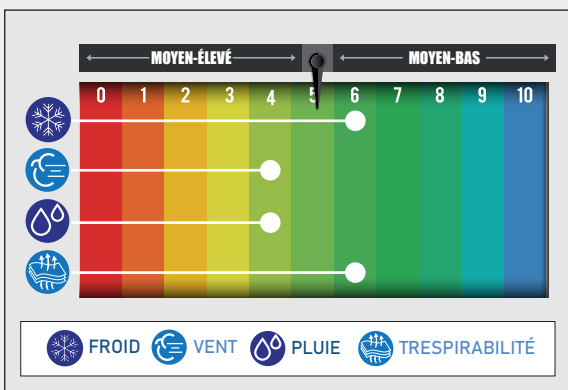 MOYEN-ÉLEVÉ MOYEN-BAS
0 1 2 3 4 5 6 7 8 9 10
FROID VENT PLUIE TRESPIRABILITÉ